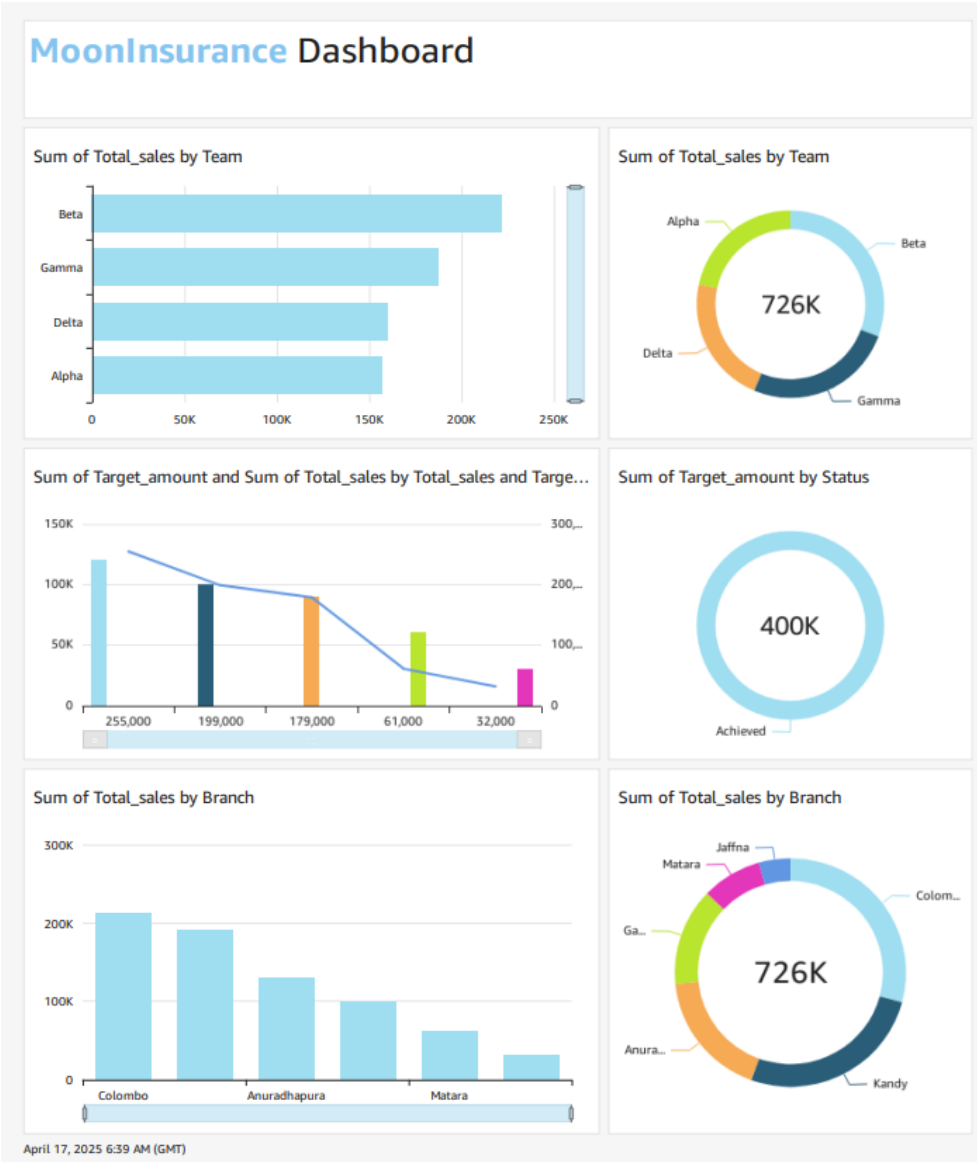 MoonInsurance Dashboard
Sum of Total_sales by Team
Beta
Gamma
Delta
Alpha
0 50K 100K 150K 200K 250K
Sum of Total_sales by Team
Alpha
Beta
726K
Delta
Gamma
Sum of Target_amount and Sum of Total_sales by Total_sales and Targe...
150K 300,...
100K 200,...
50K 100,...
0 0
255,000 199,000 179,000 61,000 32,000
Sum of Target_amount by Status
400K
Achieved
Sum of Total_sales by Branch
300K
200K
100K
0
Colombo Anuradhapura Matara
Sum of Total_sales by Branch
Jaffna
Matara
Colom...
Ga...
726K
Anura...
Kandy
April 17, 2025 6:39 AM (GMT)